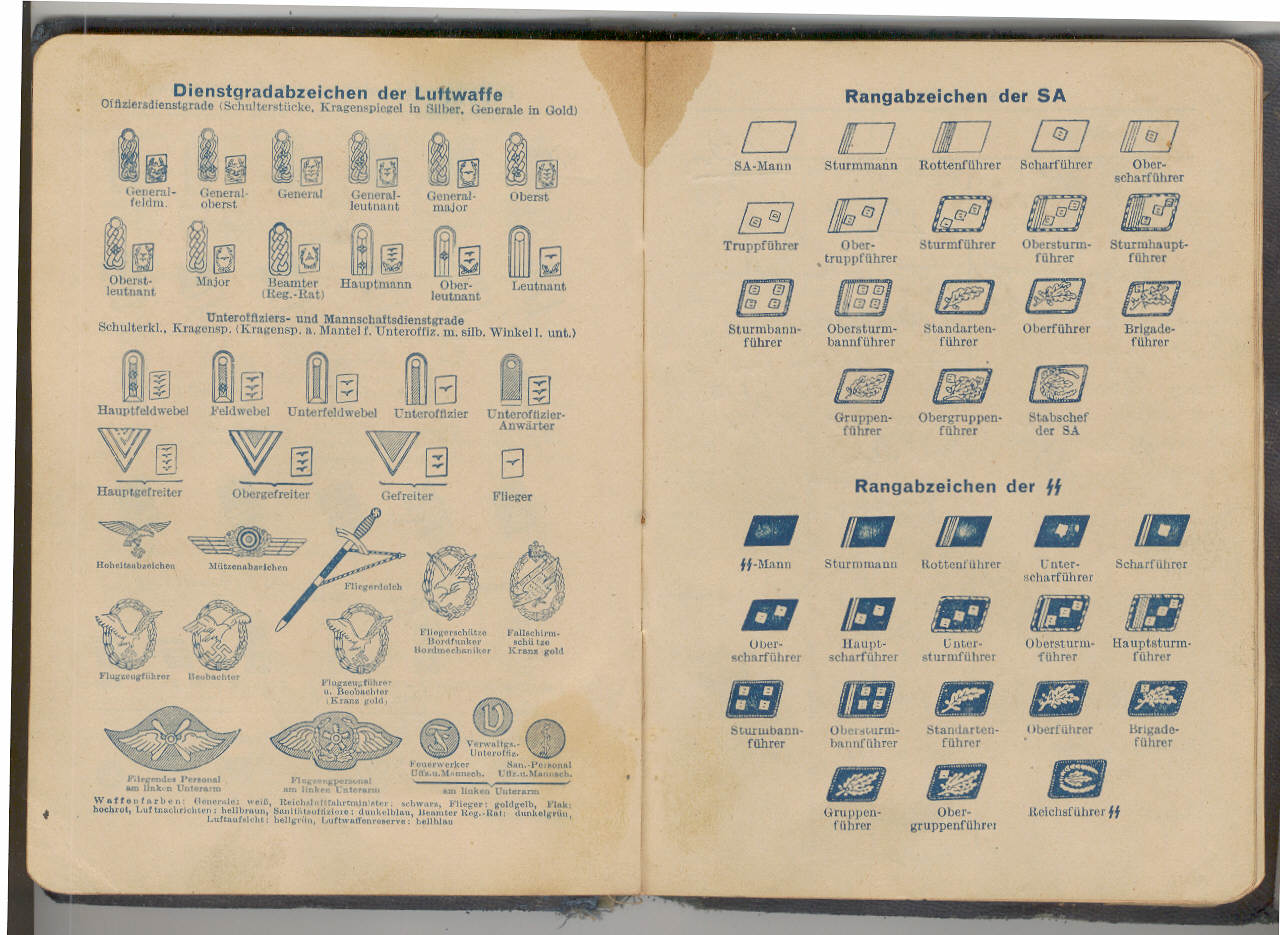 Dienstgradabzeichen der Luftwaffe
Offiziersdienstgrade (Schulterstücke, Kragenspiegel in Silber, Generale in Gold)
General-
feldm.
General-
oberst
General
General-
leutnant
General-
major
Oberst
Oberst-
leutnant
Major
Beamter
(Reg.-Rat)
Hauptmann
Ober-
leutnant
Leutnant
Unteroffiziers- und Mannschaftsdienstgrade
Schulterkl., Kragensp. (Kragensp. a. Mantel f. Unteroffiz. m. silb. Winkel l. unt.)
Hauptfeldwebel
Feldwebel
Unterfeldwebel
Unteroffizier
Unteroffizier-
Anwärter
Hauptgefreiter
Obergefreiter
Gefreiter
Flieger
Hoheitsabzeichen
Mützenabzeichen
Fliegerdolch
Fliegerschütze
Bordfunker
Bordmechaniker
Fallschirm-
schütze
Kranz gold
Flugzeugführer
Beobachter
Flugzeugführer
u. Beobachter
(Kranz gold)
Fliegendes Personal
am linken Unterarm
Flugzeugpersonal
am linken Unterarm
Feuerwerker
Uffz.u.Mannsch.
Verwaltgs.-
Unteroffiz.
San.-Personal
Uffz.u.Mannsch.
am linken Unterarm
Waffenfarben: Generale: weiß, Reichsluftfahrtminister: schwarz, Flieger: goldgelb, Flak:
hochrot, Luftnachrichten: hellbraun, Sanitätsoffiziere: dunkelblau, Beamter Reg.-Rat: dunkelgrün,
Luftaufsicht: hellgrün, Luftwaffenreserve: hellblau
Rangabzeichen der SA
SA-Mann
Sturmmann
Rottenführer
Scharführer
Ober-
scharführer
Truppführer
Ober-
truppführer
Sturmführer
Obersturm-
führer
Sturmhaupt-
führer
Sturmbann-
führer
Obersturm-
bannführer
Standarten-
führer
Oberführer
Brigade-
führer
Gruppen-
führer
Obergruppen-
führer
Stabschef
der SA
Rangabzeichen der ᛋᛋ
ᛋᛋ-Mann
Sturmmann
Rottenführer
Unter-
scharführer
Scharführer
Ober-
scharführer
Haupt-
scharführer
Unter-
sturmführer
Obersturm-
führer
Hauptsturm-
führer
Sturmbann-
führer
Obersturm-
bannführer
Standarten-
führer
Oberführer
Brigade-
führer
Gruppen-
führer
Ober-
gruppenführer
Reichsführer ᛋᛋ